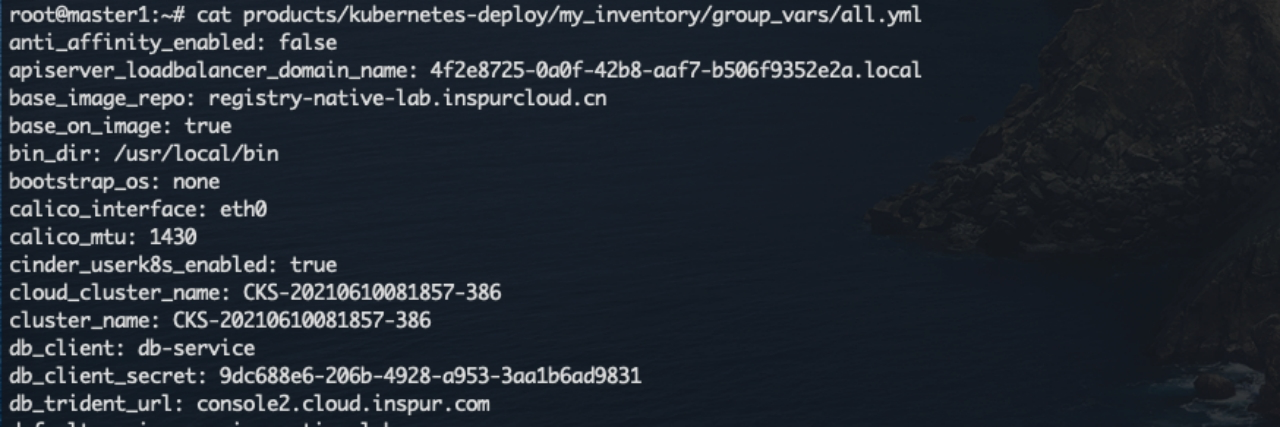 root@master1:~# cat products/kubernetes-deploy/my_inventory/group_vars/all.yml
anti_affinity_enabled: false
apiserver_loadbalancer_domain_name: 4f2e8725-0a0f-42b8-aaf7-b506f9352e2a.local
base_image_repo: registry-native-lab.inspurcloud.cn
base_on_image: true
bin_dir: /usr/local/bin
bootstrap_os: none
calico_interface: eth0
calico_mtu: 1430
cinder_userk8s_enabled: true
cloud_cluster_name: CKS-20210610081857-386
cluster_name: CKS-20210610081857-386
db_client: db-service
db_client_secret: 9dc688e6-206b-4928-a953-3aa1b6ad9831
db_trident_url: console2.cloud.inspur.com